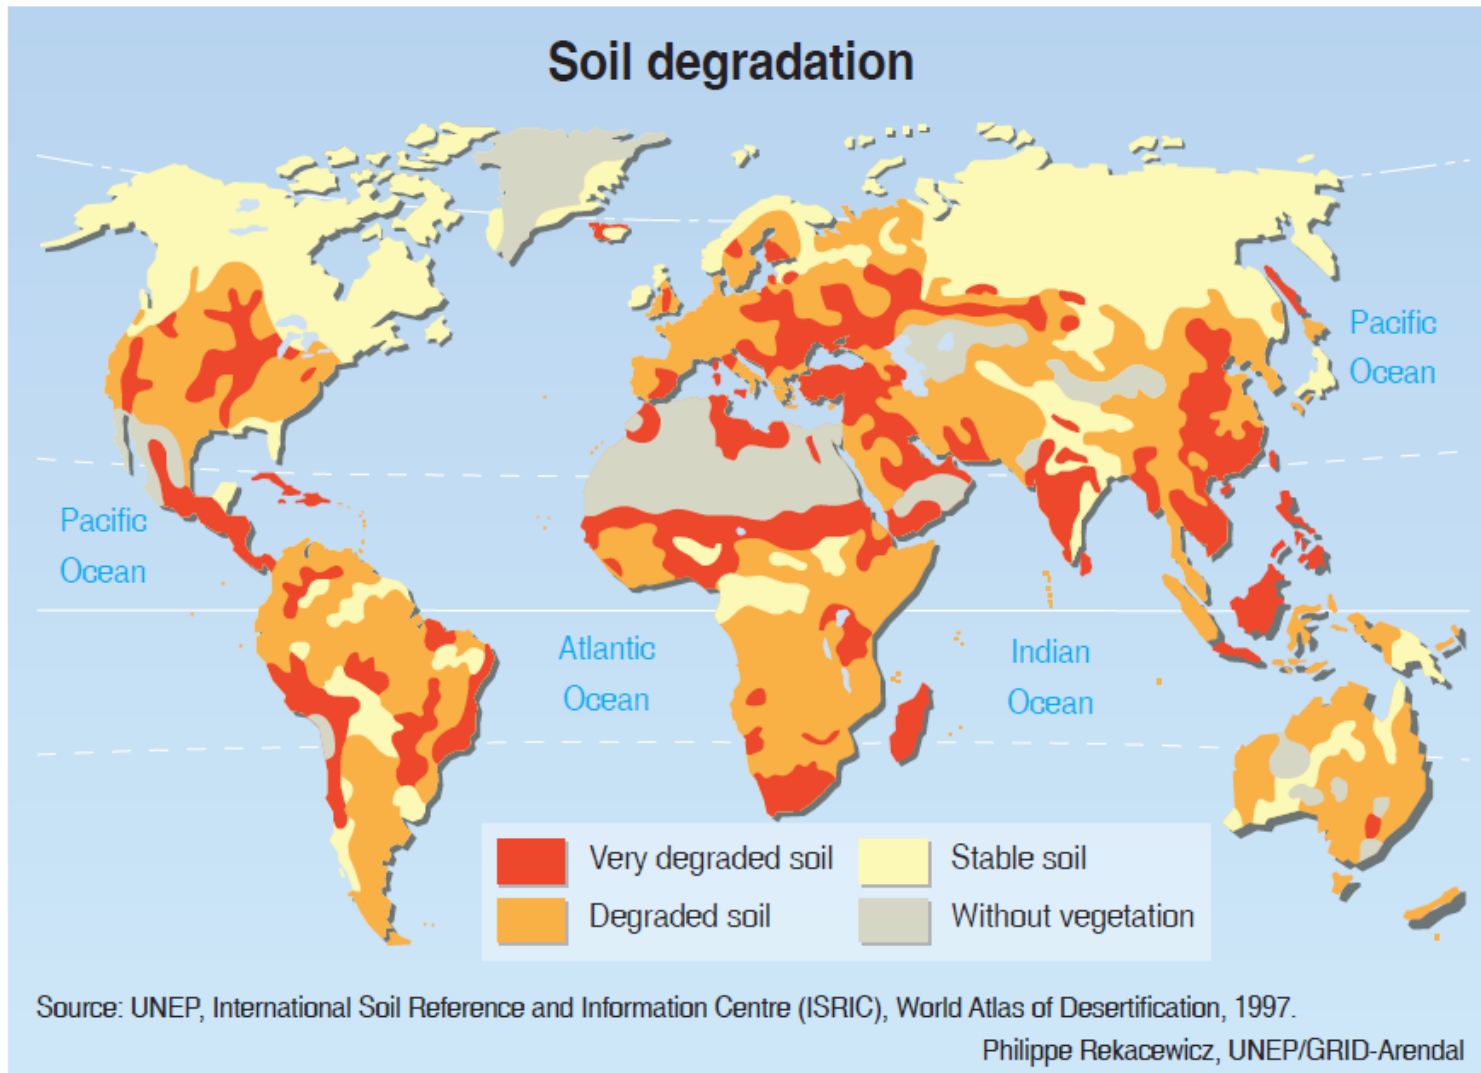 Soil degradation
Pacific
Ocean
Pacific
Ocean
Atlantic
Ocean
Indian
Ocean
Very degraded soil
Stable soil
Degraded soil
Without vegetation
Source: UNEP, International Soil Reference and Information Centre (ISRIC), World Atlas of Desertification, 1997.
Philippe Rekacewicz, UNEP/GRID-Arendal